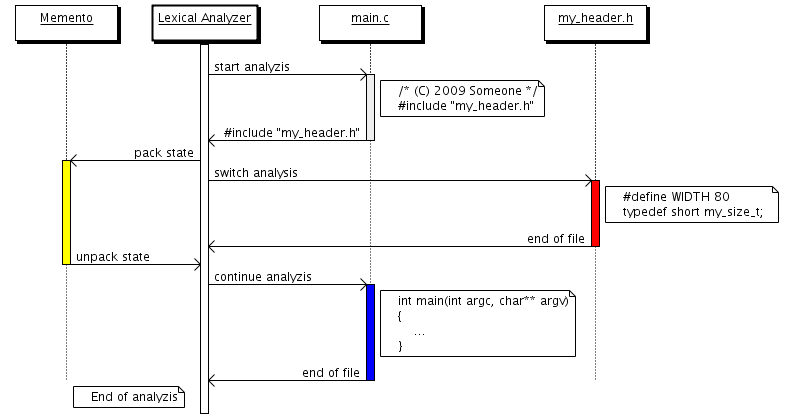 Memento
Lexical Analyzer
main.c
my_header.h
start analyzis
/* (C) 2009 Someone */
#include "my_header.h"
#include "my_header.h"
pack state
switch analysis
#define WIDTH 80
typedef short my_size_t;
end of file
unpack state
continue analyzis
int main(int argc, char** argv)
{
...
}
end of file
End of analyzis